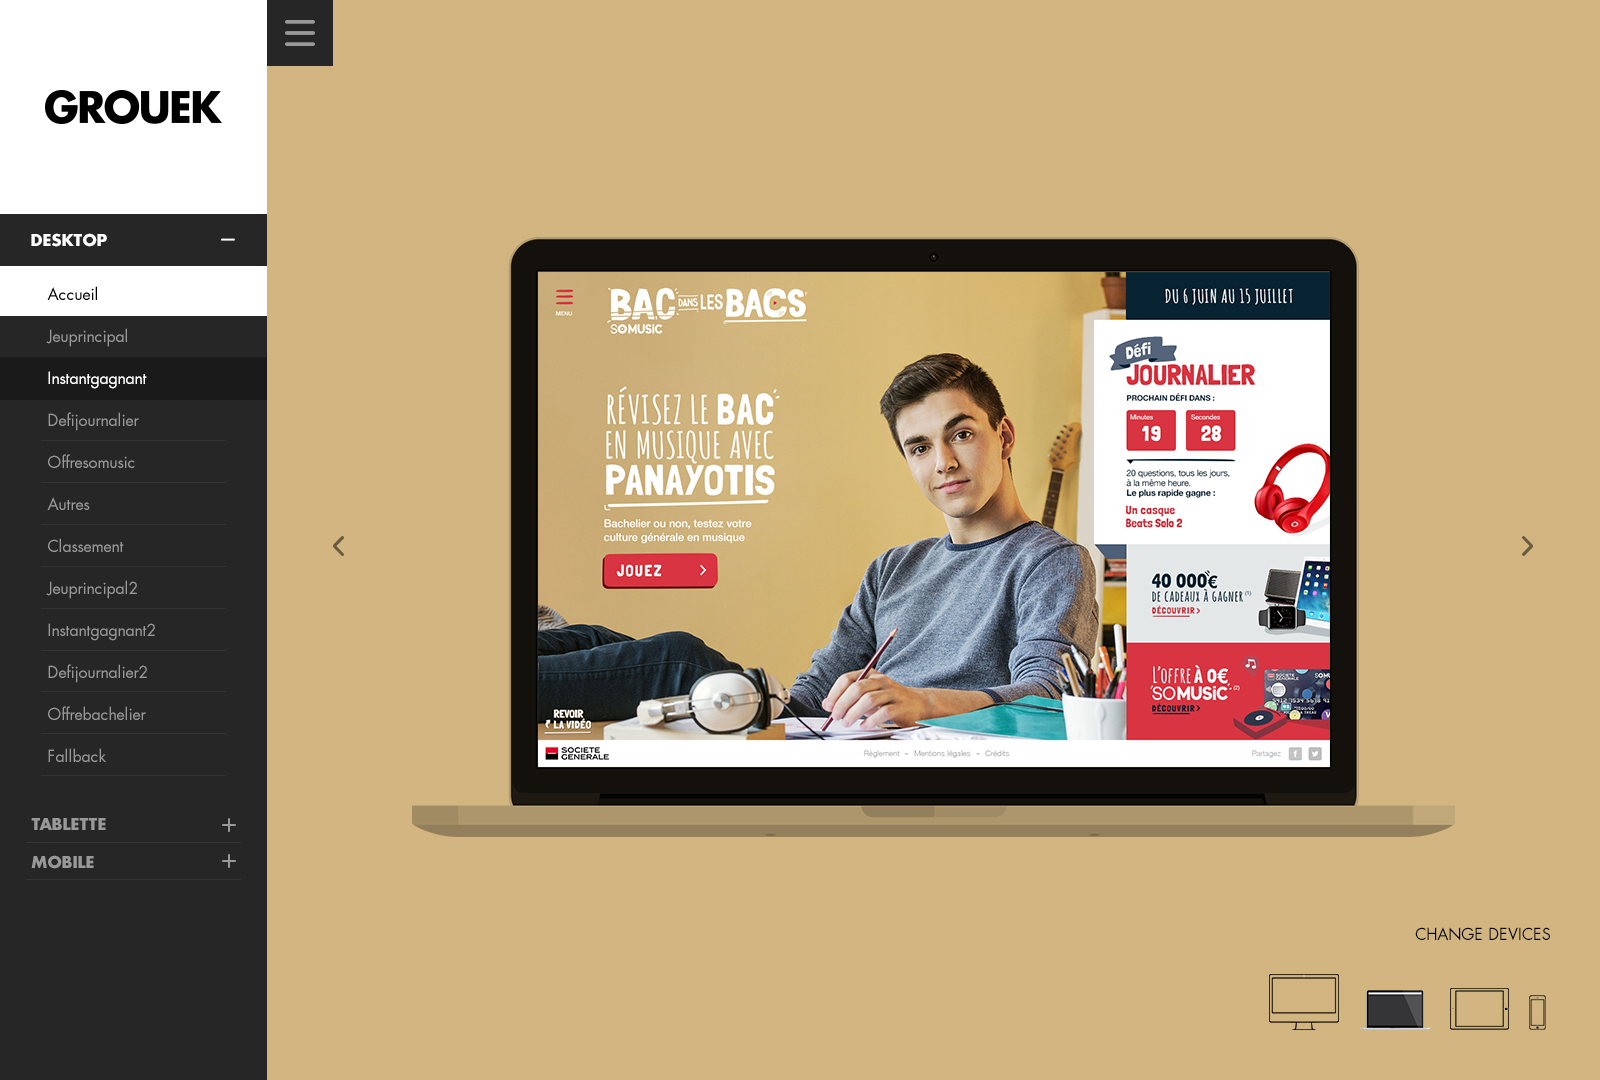 GROUEK
DESKTOP
Accueil
Jeuprincipal
Instantgagnant
Defijournalier
Offresomusic
Autres
Classement
Jeuprincipal2
Instantgagnant2
Defijournalier2
Offrebachelier
Fallback
TABLETTE
MOBILE
MENU
BAC DANS LES BACS
SOMUSIC
RÉVISEZ LE BAC
EN MUSIQUE AVEC
PANAYOTIS
Bachelier ou non, testez votre
culture générale en musique
JOUEZ
REVOIR
LA VIDÉO
DU 6 JUIN AU 15 JUILLET
Défi
JOURNALIER
PROCHAIN DÉFI DANS :
Minutes Secondes
19 28
20 questions, tous les jours,
à la même heure.
Le plus rapide gagne :
Un casque
Beats Solo 2
40 000€
DE CADEAUX À GAGNER (1)
DÉCOUVRIR >
L'OFFRE À 0€
SOMUSIC (2)
DÉCOUVRIR >
SOCIETE
GENERALE
Règlement - Mentions légales - Crédits
Partagez
CHANGE DEVICES